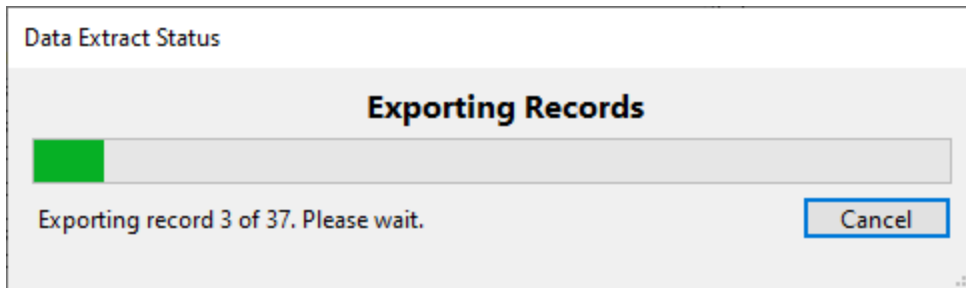 Data Extract Status
Exporting Records
Exporting record 3 of 37. Please wait.
Cancel